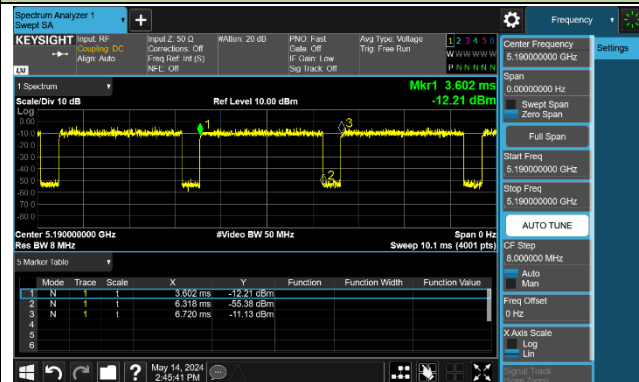 Spectrum Analyzer 1
Swept SA
+
Frequency
KEYSIGHT
Input: RF
Coupling: DC
Align: Auto
Input Z: 50 Ω
Corrections: Off
Freq Ref: Int (S)
NFE: Off
#Atten: 20 dB
PNO: Fast
Gate: Off
IF Gain: Low
Sig Track: Off
Avg Type: Voltage
Trig: Free Run
1 2 3 4 5 6
W W W W W W
P N N N N N
LXI
1 Spectrum
Scale/Div 10 dB
Ref Level 10.00 dBm
Mkr1 3.602 ms
-12.21 dBm
Log
0.00
-10.0
-20.0
-30.0
-40.0
-50.0
-60.0
-70.0
-80.0
1
2
3
Center 5.190000000 GHz
#Video BW 50 MHz
Span 0 Hz
Res BW 8 MHz
Sweep 10.1 ms (4001 pts)
5 Marker Table
Mode Trace Scale X Y Function Function Width Function Value
1 N 1 t 3.602 ms -12.21 dBm
2 N 1 t 6.318 ms -55.38 dBm
3 N 1 t 6.720 ms -11.13 dBm
4
5
6
Center Frequency
5.190000000 GHz
Settings
Span
0.00000000 Hz
Swept Span
Zero Span
Full Span
Start Freq
5.190000000 GHz
Stop Freq
5.190000000 GHz
AUTO TUNE
CF Step
8.000000 MHz
Auto
Man
Freq Offset
0 Hz
X Axis Scale
Log
Lin
Signal Track
(Span Zoom)
?
May 14, 2024
2:45:41 PM